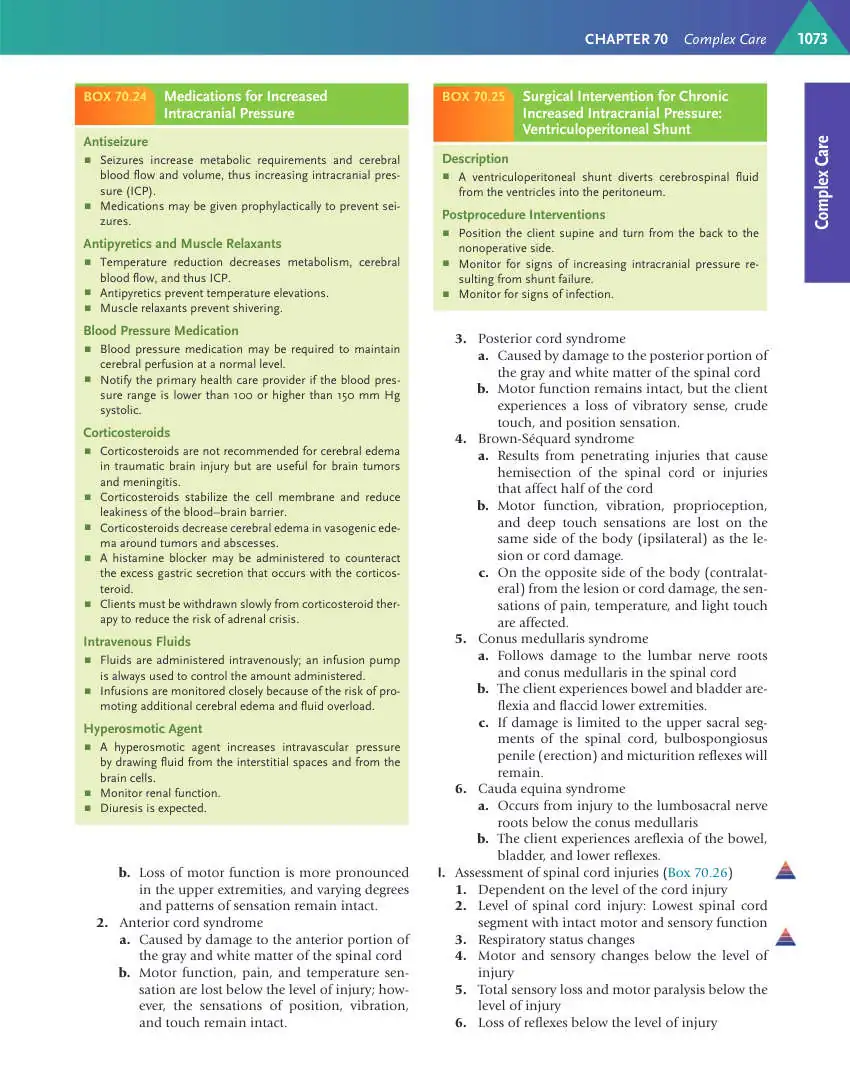 CHAPTER 70 Complex Care 1073
BOX 70.24 Medications for Increased
Intracranial Pressure
Antiseizure
■ Seizures increase metabolic requirements and cerebral
blood flow and volume, thus increasing intracranial pres-
sure (ICP).
■ Medications may be given prophylactically to prevent sei-
zures.
Antipyretics and Muscle Relaxants
■ Temperature reduction decreases metabolism, cerebral
blood flow, and thus ICP.
■ Antipyretics prevent temperature elevations.
■ Muscle relaxants prevent shivering.
Blood Pressure Medication
■ Blood pressure medication may be required to maintain
cerebral perfusion at a normal level.
■ Notify the primary health care provider if the blood pres-
sure range is lower than 100 or higher than 150 mm Hg
systolic.
Corticosteroids
■ Corticosteroids are not recommended for cerebral edema
in traumatic brain injury but are useful for brain tumors
and meningitis.
■ Corticosteroids stabilize the cell membrane and reduce
leakiness of the blood–brain barrier.
■ Corticosteroids decrease cerebral edema in vasogenic ede-
ma around tumors and abscesses.
■ A histamine blocker may be administered to counteract
the excess gastric secretion that occurs with the corticos-
teroid.
■ Clients must be withdrawn slowly from corticosteroid ther-
apy to reduce the risk of adrenal crisis.
Intravenous Fluids
■ Fluids are administered intravenously; an infusion pump
is always used to control the amount administered.
■ Infusions are monitored closely because of the risk of pro-
moting additional cerebral edema and fluid overload.
Hyperosmotic Agent
■ A hyperosmotic agent increases intravascular pressure
by drawing fluid from the interstitial spaces and from the
brain cells.
■ Monitor renal function.
■ Diuresis is expected.
b. Loss of motor function is more pronounced
in the upper extremities, and varying degrees
and patterns of sensation remain intact.
2. Anterior cord syndrome
a. Caused by damage to the anterior portion of
the gray and white matter of the spinal cord
b. Motor function, pain, and temperature sen-
sation are lost below the level of injury; how-
ever, the sensations of position, vibration,
and touch remain intact.
BOX 70.25 Surgical Intervention for Chronic
Increased Intracranial Pressure:
Ventriculoperitoneal Shunt
Description
■ A ventriculoperitoneal shunt diverts cerebrospinal fluid
from the ventricles into the peritoneum.
Postprocedure Interventions
■ Position the client supine and turn from the back to the
nonoperative side.
■ Monitor for signs of increasing intracranial pressure re-
sulting from shunt failure.
■ Monitor for signs of infection.
3. Posterior cord syndrome
a. Caused by damage to the posterior portion of
the gray and white matter of the spinal cord
b. Motor function remains intact, but the client
experiences a loss of vibratory sense, crude
touch, and position sensation.
4. Brown-Séquard syndrome
a. Results from penetrating injuries that cause
hemisection of the spinal cord or injuries
that affect half of the cord
b. Motor function, vibration, proprioception,
and deep touch sensations are lost on the
same side of the body (ipsilateral) as the le-
sion or cord damage.
c. On the opposite side of the body (contralat-
eral) from the lesion or cord damage, the sen-
sations of pain, temperature, and light touch
are affected.
5. Conus medullaris syndrome
a. Follows damage to the lumbar nerve roots
and conus medullaris in the spinal cord
b. The client experiences bowel and bladder are-
flexia and flaccid lower extremities.
c. If damage is limited to the upper sacral seg-
ments of the spinal cord, bulbospongiosus
penile (erection) and micturition reflexes will
remain.
6. Cauda equina syndrome
a. Occurs from injury to the lumbosacral nerve
roots below the conus medullaris
b. The client experiences areflexia of the bowel,
bladder, and lower reflexes.
I. Assessment of spinal cord injuries (Box 70.26)
1. Dependent on the level of the cord injury
2. Level of spinal cord injury: Lowest spinal cord
segment with intact motor and sensory function
3. Respiratory status changes
4. Motor and sensory changes below the level of
injury
5. Total sensory loss and motor paralysis below the
level of injury
6. Loss of reflexes below the level of injury
Complex Care